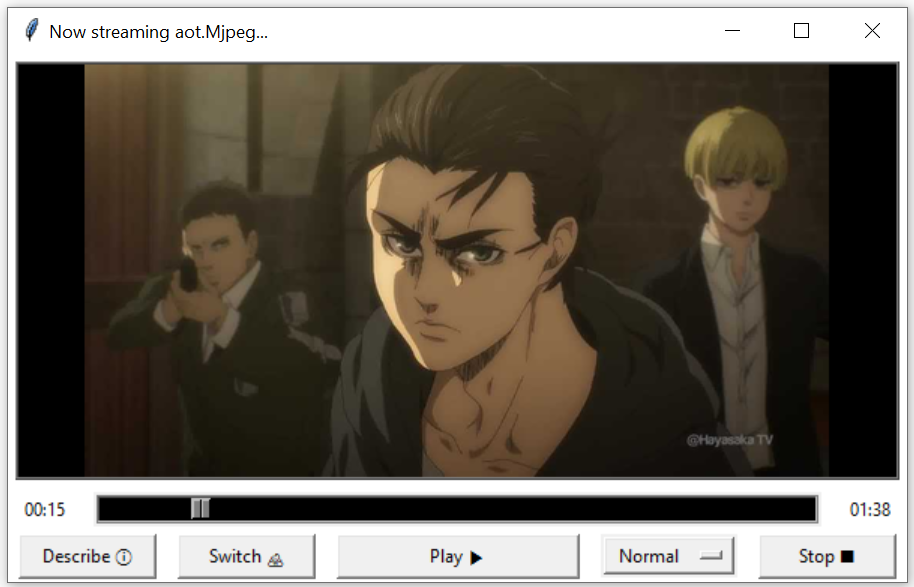 Now streaming aot.Mjpeg...
@Hayasaka TV
00:15
01:38
Describe ⓘ
Switch
Play ▶
Normal
Stop ■